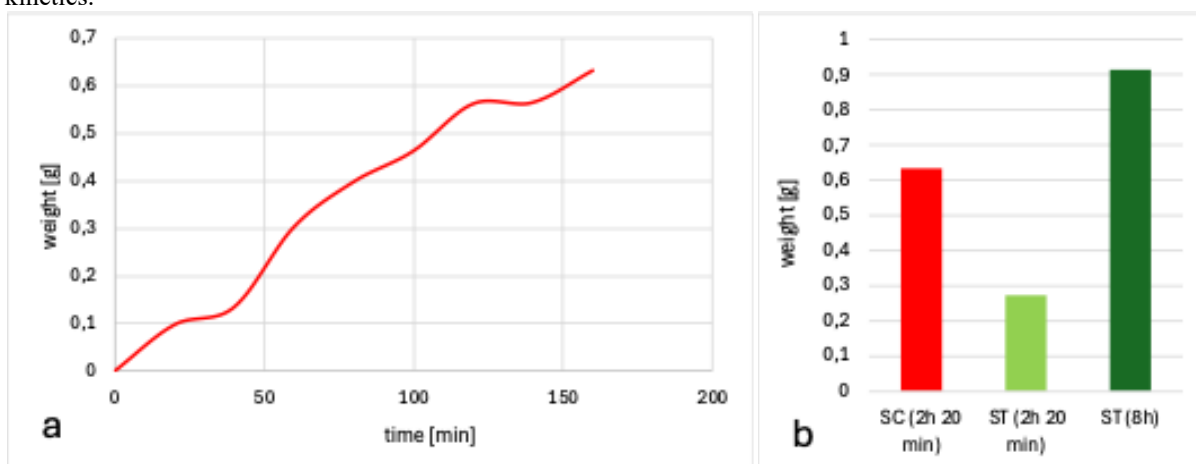 kinetics.
0,7
0,6
0,5
0,4
0,3
0,2
0,1
0
weight [g]
0 50 100 150 200
time [min]
a
1
0,9
0,8
0,7
0,6
0,5
0,4
0,3
0,2
0,1
0
weight [g]
SC (2h 20 min)
ST (2h 20 min)
ST (8h)
b